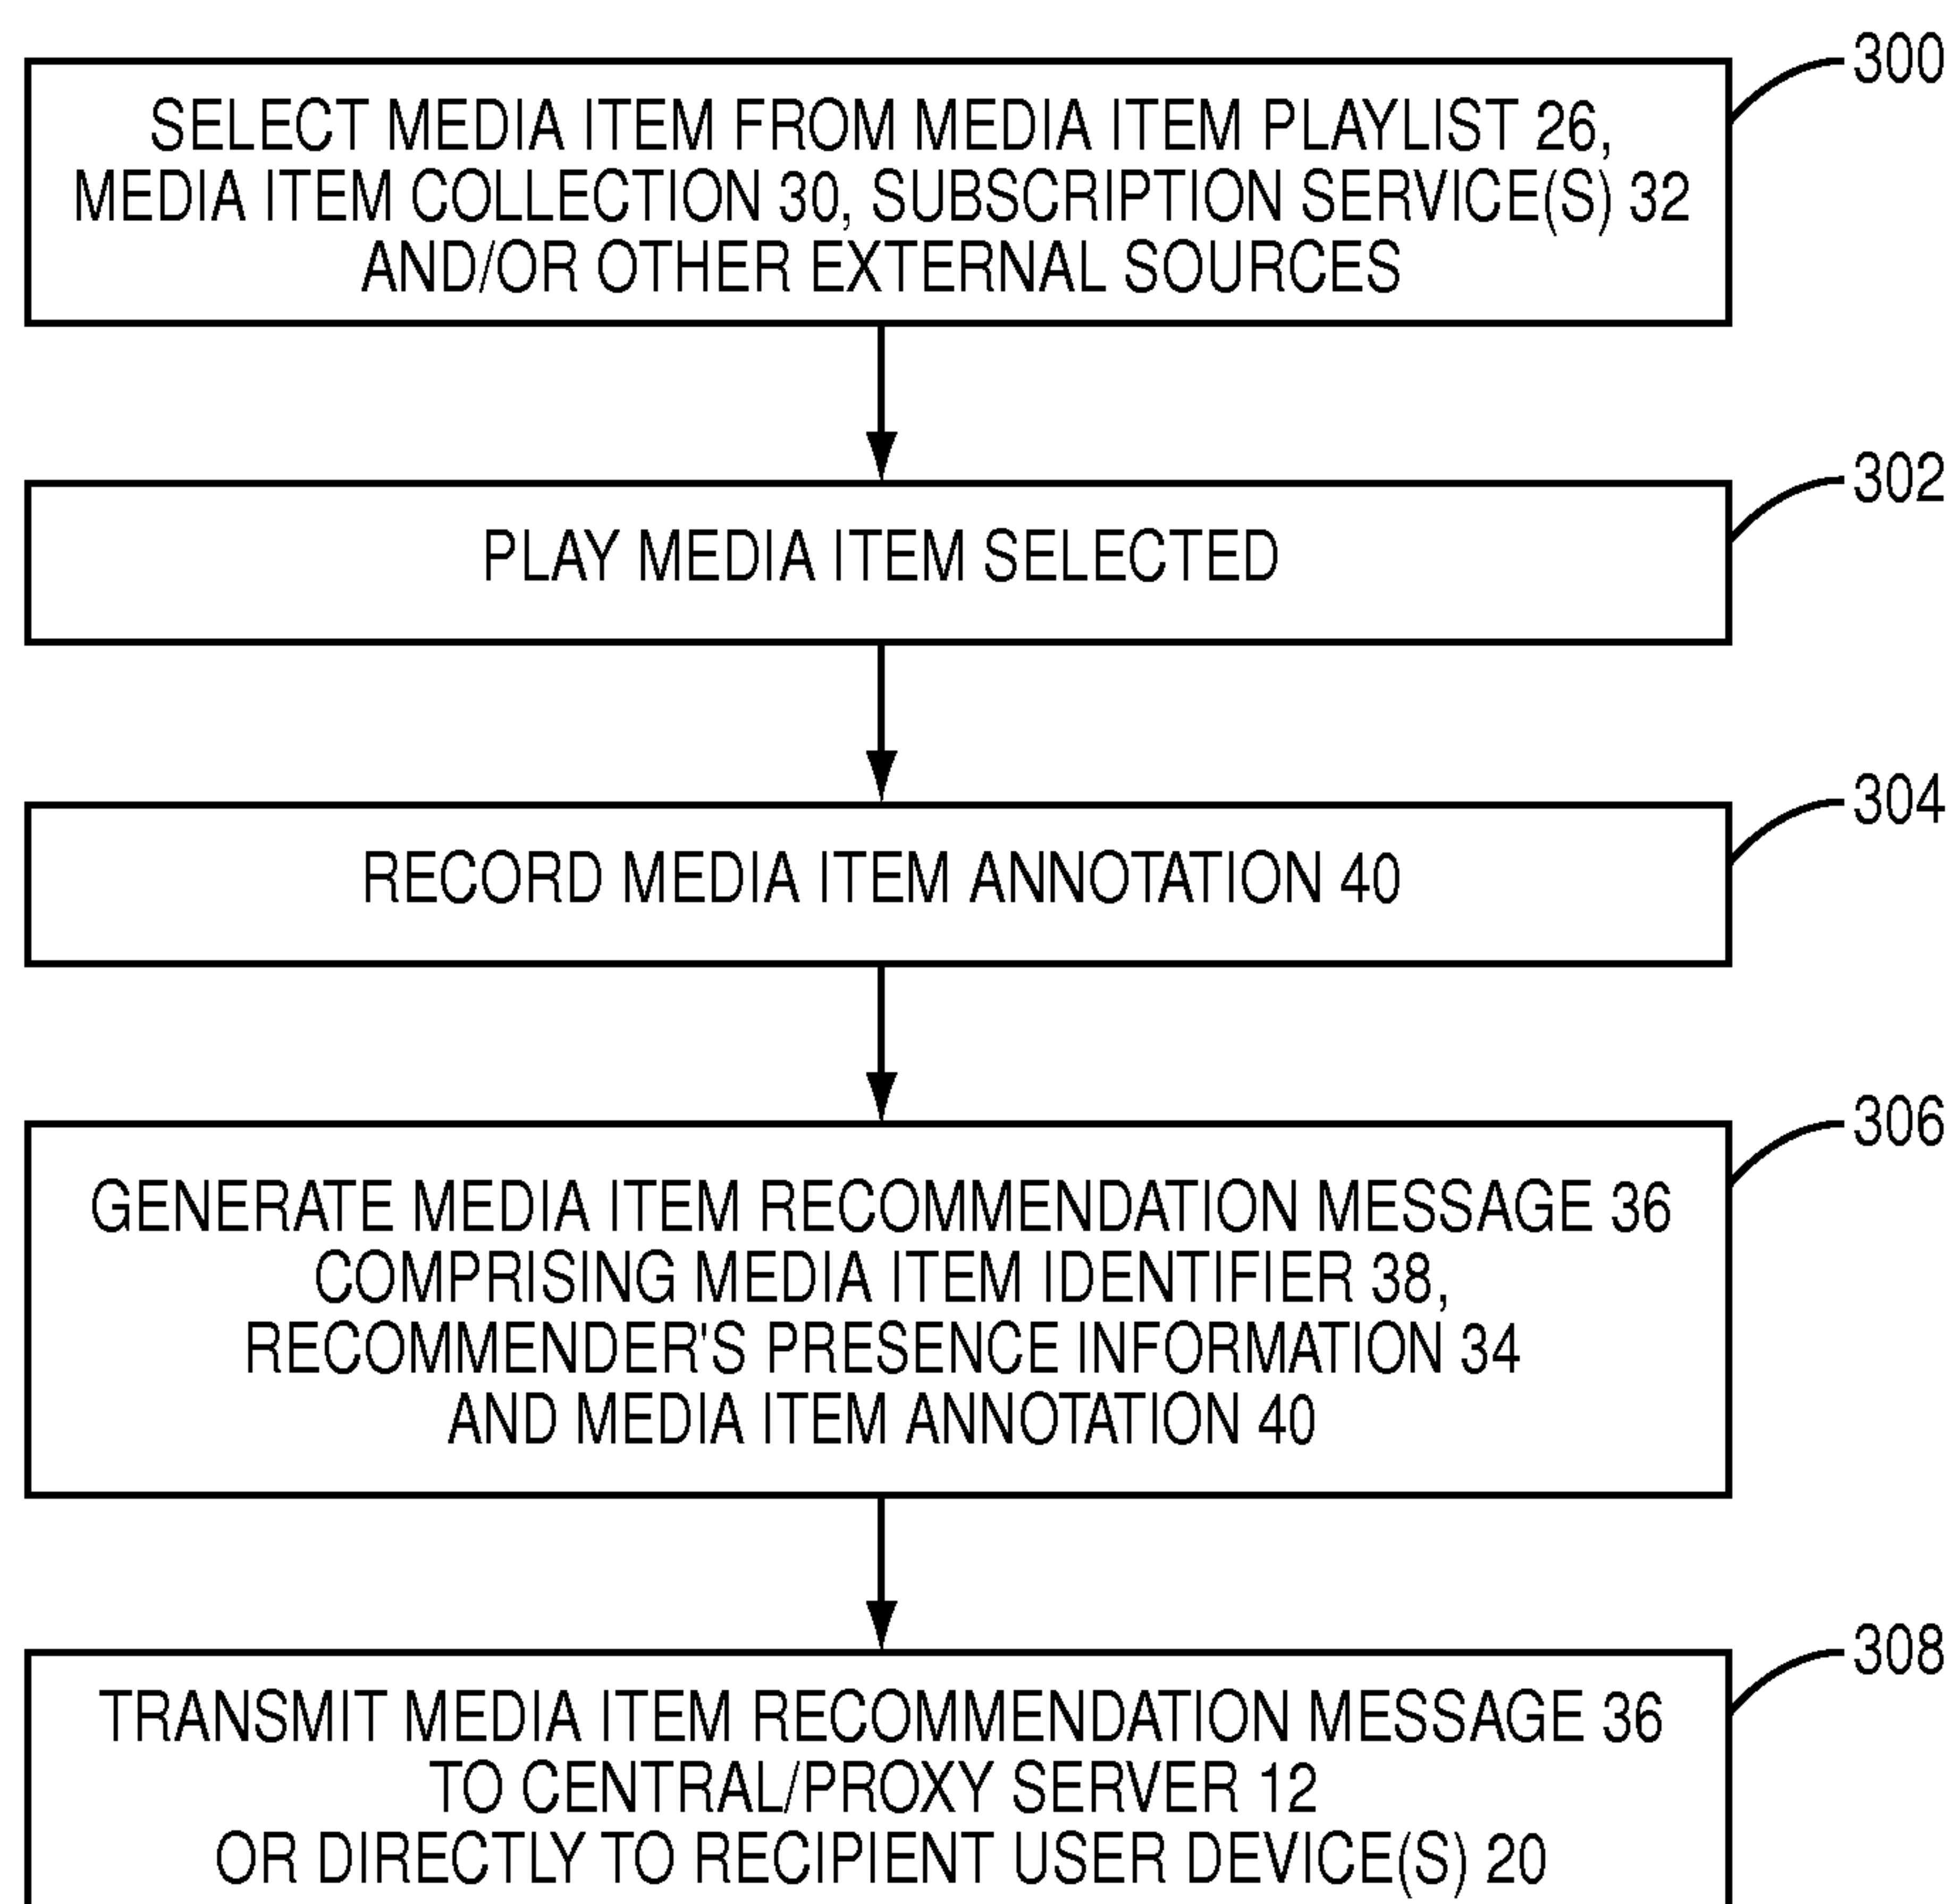 300
SELECT MEDIA ITEM FROM MEDIA ITEM PLAYLIST 26,
MEDIA ITEM COLLECTION 30, SUBSCRIPTION SERVICE(S) 32
AND/OR OTHER EXTERNAL SOURCES
302
PLAY MEDIA ITEM SELECTED
304
RECORD MEDIA ITEM ANNOTATION 40
306
GENERATE MEDIA ITEM RECOMMENDATION MESSAGE 36
COMPRISING MEDIA ITEM IDENTIFIER 38,
RECOMMENDER'S PRESENCE INFORMATION 34
AND MEDIA ITEM ANNOTATION 40
308
TRANSMIT MEDIA ITEM RECOMMENDATION MESSAGE 36
TO CENTRAL/PROXY SERVER 12
OR DIRECTLY TO RECIPIENT USER DEVICE(S) 20